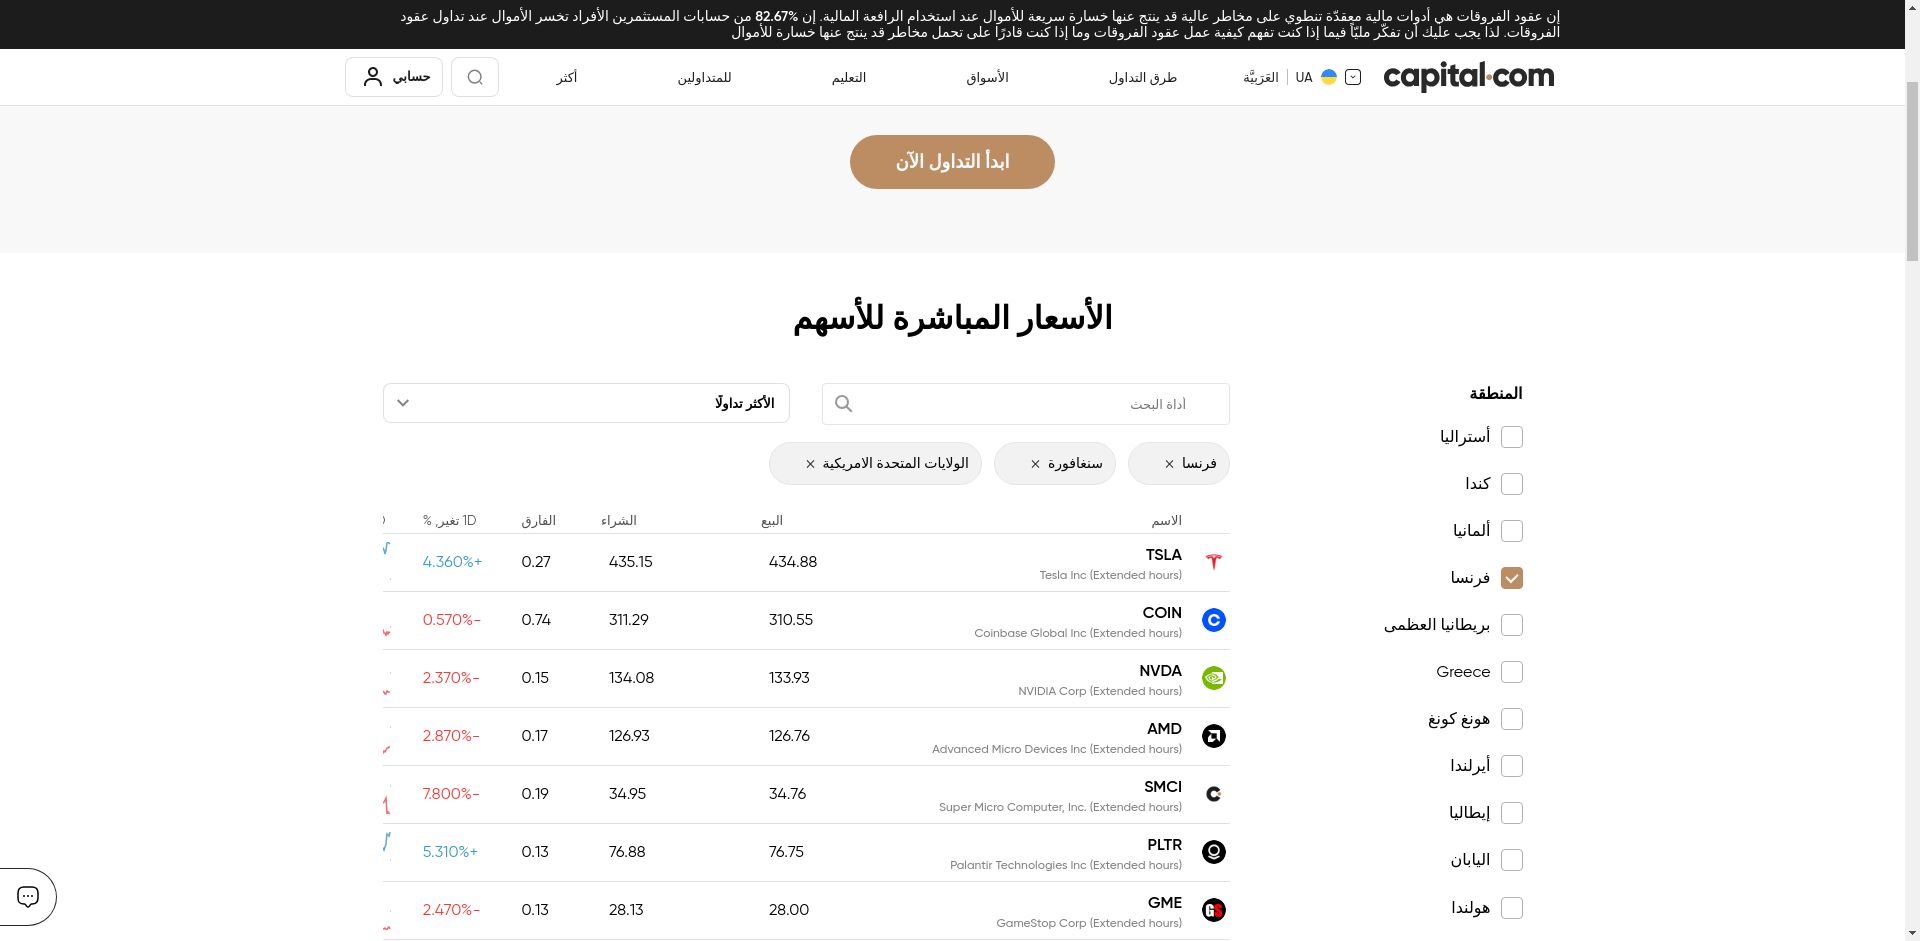 إن عقود الفروقات هي أدوات مالية معقدّة تنطوي على مخاطر عالية قد ينتج عنها خسارة سريعة للأموال عند استخدام الرافعة المالية. إن 82.67% من حسابات المستثمرين الأفراد تخسر الأموال عند تداول عقود
الفروقات. لذا يجب عليك أن تفكّر مليّاً فيما إذا كنت تفهم كيفية عمل عقود الفروقات وما إذا كنت قادرًا على تحمل مخاطر قد ينتج عنها خسارة للأموال
capital.com
UA العَرَبِيَّة
طرق التداول
الأسواق
التعليم
للمتداولين
أكثر
حسابي
ابدأ التداول الآن
الأسعار المباشرة للأسهم
المنطقة
أستراليا
كندا
ألمانيا
فرنسا
بريطانيا العظمى
Greece
هونغ كونغ
أيرلندا
إيطاليا
اليابان
هولندا
أداة البحث
الأكثر تداولًا
فرنسا ×
سنغافورة ×
الولايات المتحدة الامريكية ×
الاسم البيع الشراء الفارق 1D تغير, %
TSLA 434.88 435.15 0.27 4.360%+
Tesla Inc (Extended hours)
COIN 310.55 311.29 0.74 0.570%-
Coinbase Global Inc (Extended hours)
NVDA 133.93 134.08 0.15 2.370%-
NVIDIA Corp (Extended hours)
AMD 126.76 126.93 0.17 2.870%-
Advanced Micro Devices Inc (Extended hours)
SMCI 34.76 34.95 0.19 7.800%-
Super Micro Computer, Inc. (Extended hours)
PLTR 76.75 76.88 0.13 5.310%+
Palantir Technologies Inc (Extended hours)
GME 28.00 28.13 0.13 2.470%-
GameStop Corp (Extended hours)